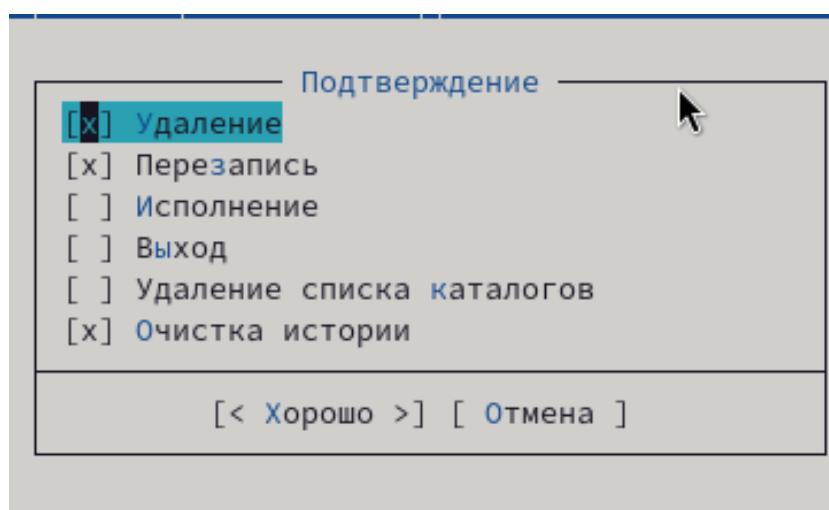 Подтверждение
[x] Удаление
[x] Перезапись
[ ] Исполнение
[ ] Выход
[ ] Удаление списка каталогов
[x] Очистка истории
[< Хорошо >] [ Отмена ]